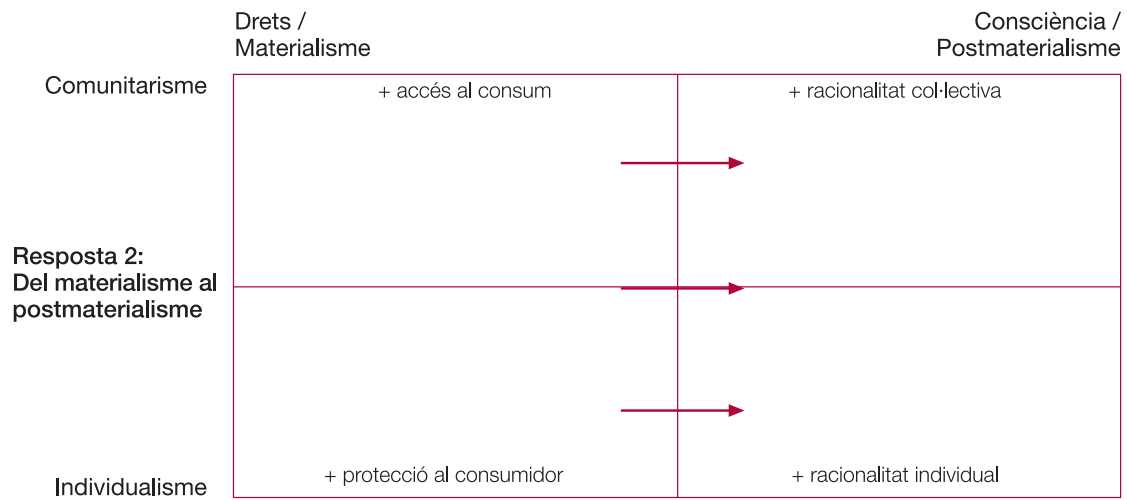 Drets /
Materialisme
Consciència /
Postmaterialisme
Comunitarisme
+ accés al consum
+ racionalitat col·lectiva
Resposta 2:
Del materialisme al
postmaterialisme
+ protecció al consumidor
+ racionalitat individual
Individualisme